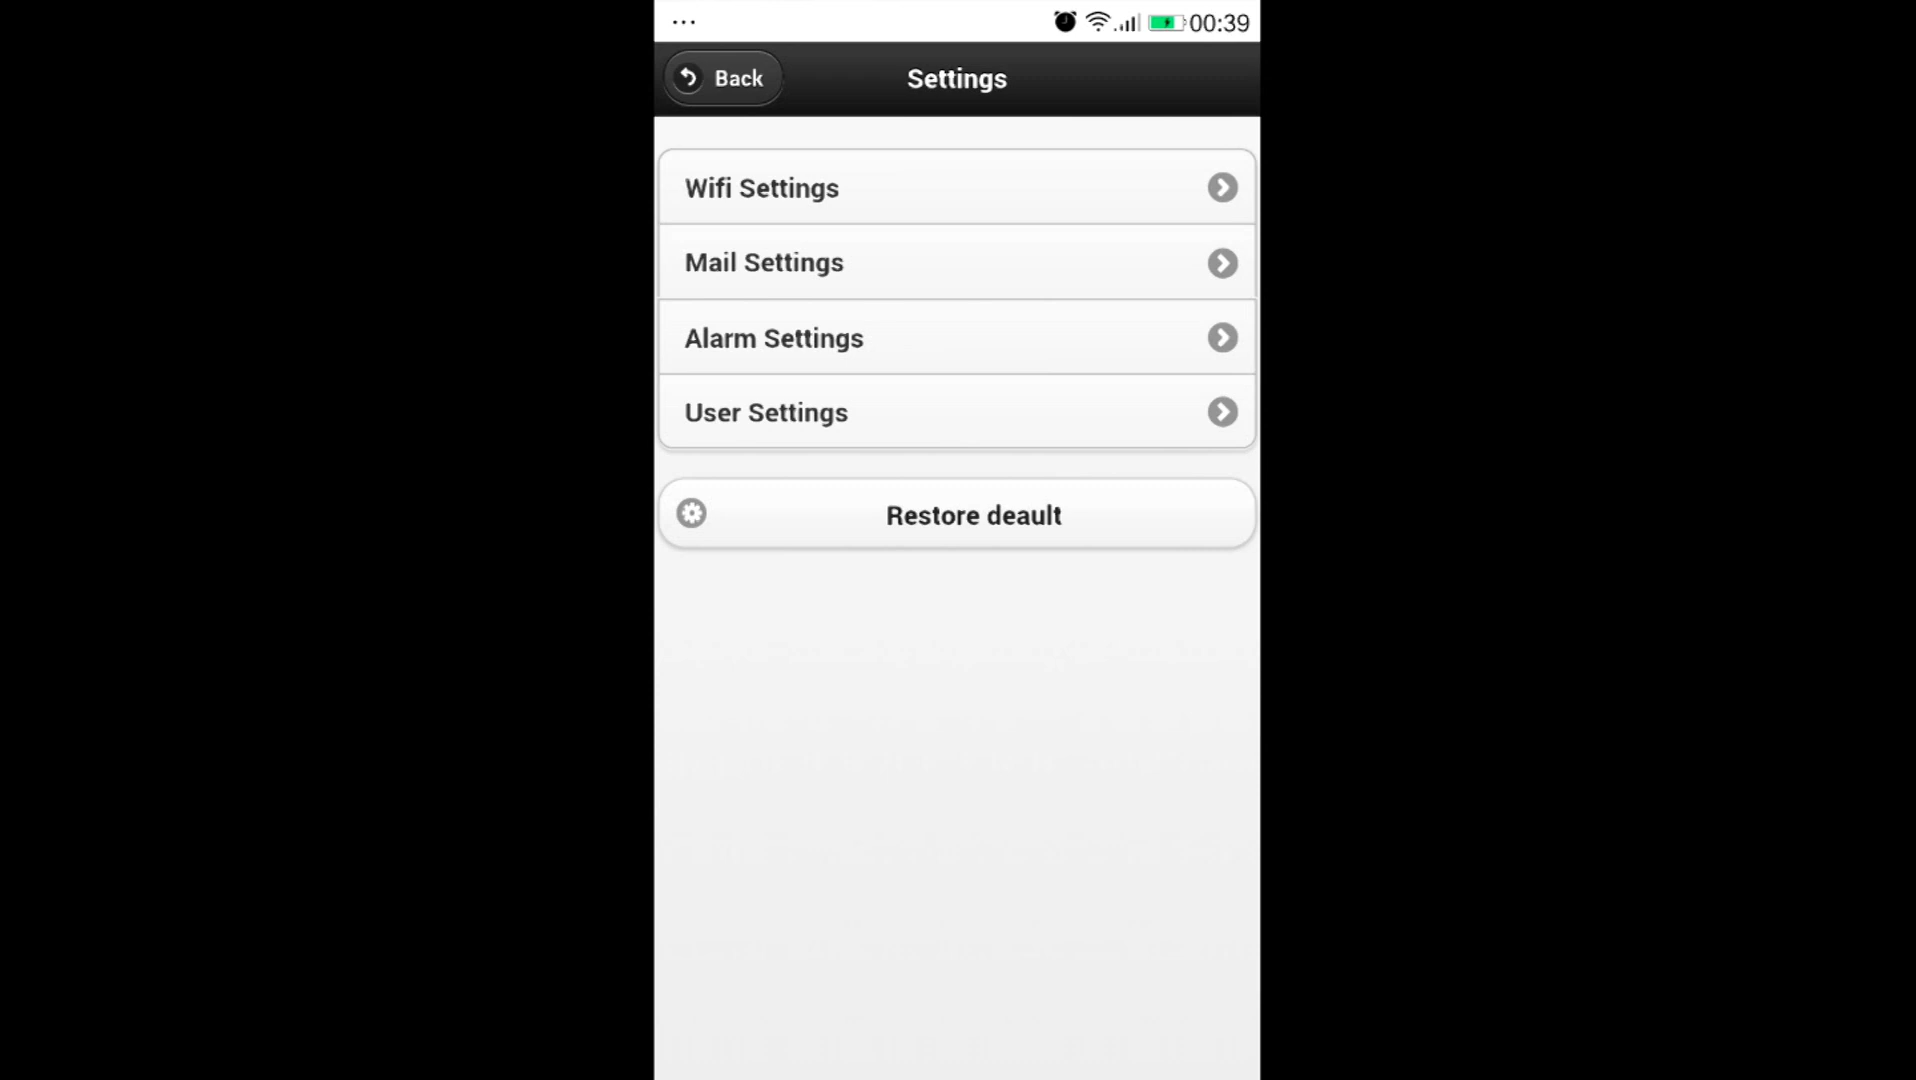 ... 00:39
Back Settings
Wifi Settings
Mail Settings
Alarm Settings
User Settings
Restore deault